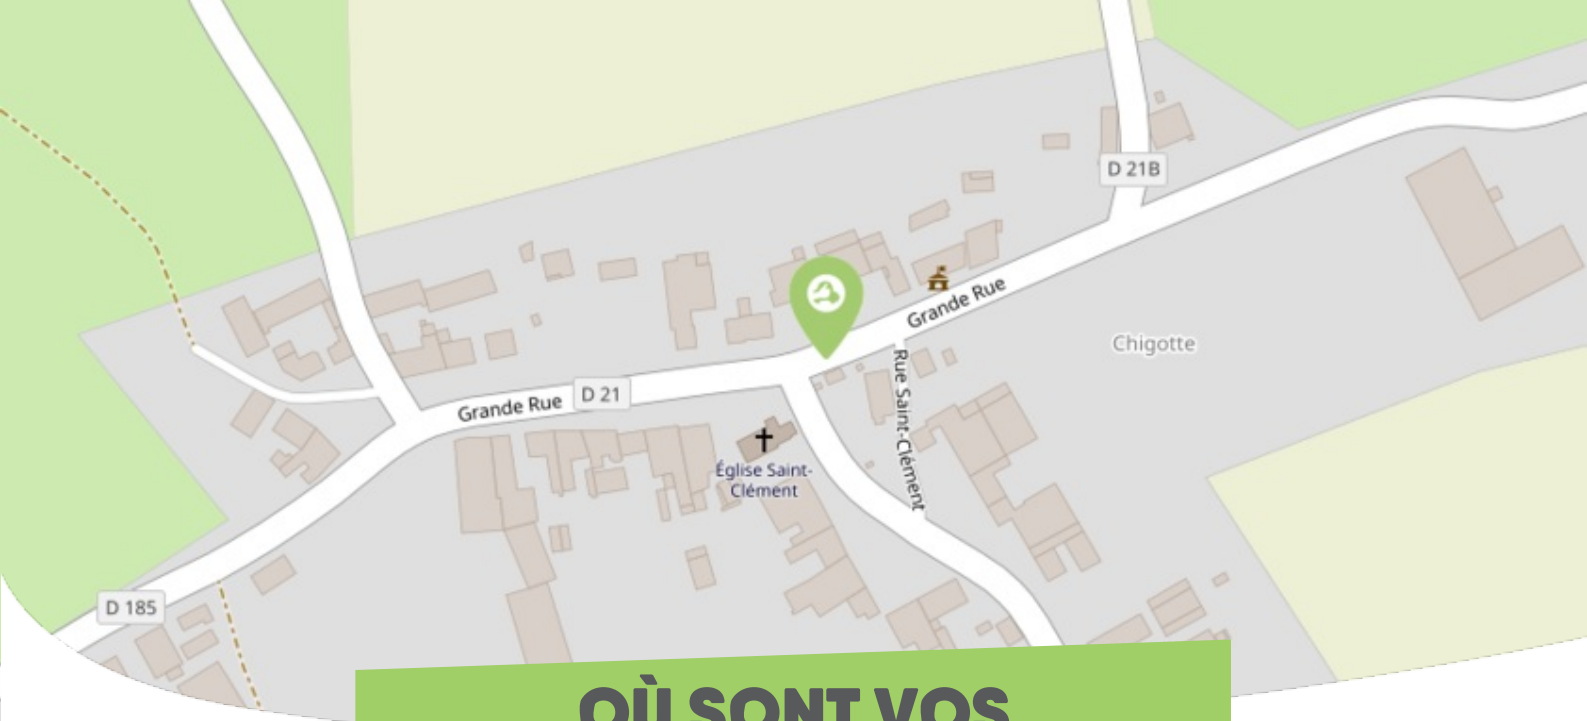 D 21B
Grande Rue
Chigotte
Rue Saint-Clément
Grande Rue
D 21
Église Saint-
Clément
D 185
OÙ SONT VOS